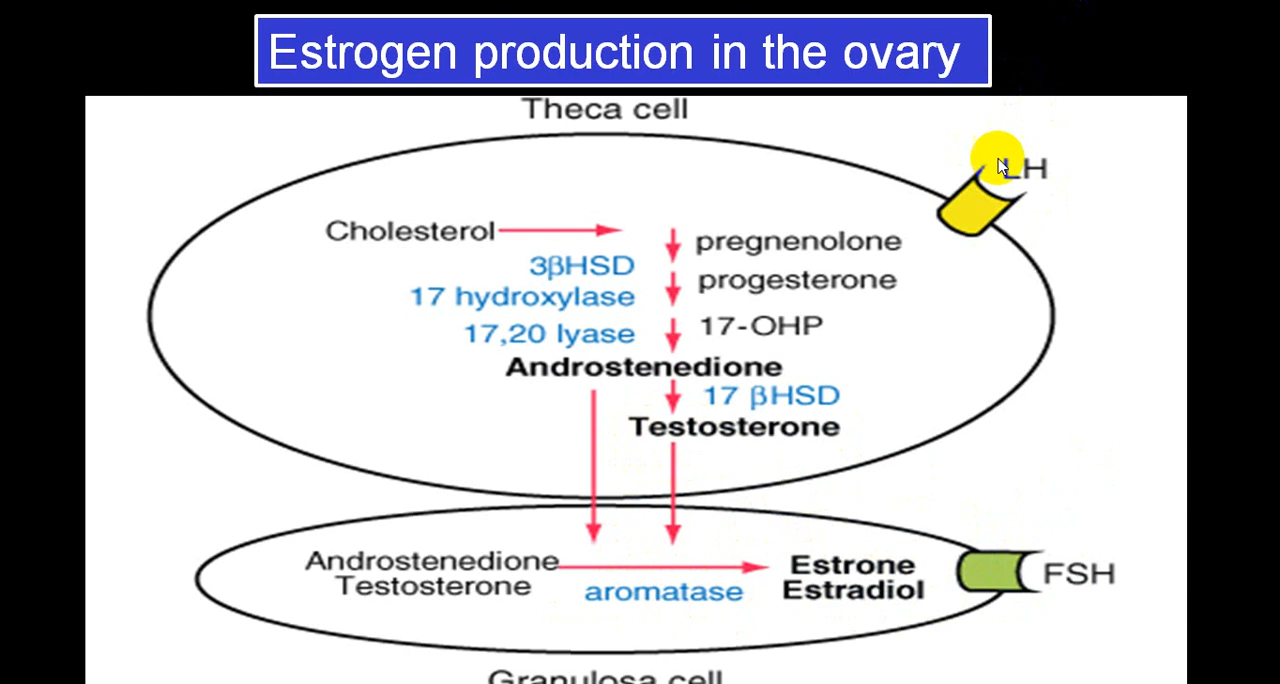 Estrogen production in the ovary
Theca cell
LH
Cholesterol
pregnenolone
3βHSD
progesterone
17 hydroxylase
17-OHP
17,20 lyase
Androstenedione
17 βHSD
Testosterone
Androstenedione
Testosterone
aromatase
Estrone
Estradiol
FSH
Granulosa cell